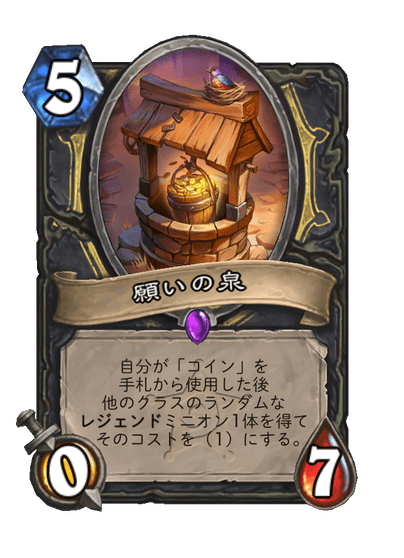 5
願いの泉
自分が「コイン」を
手札から使用した後
他のクラスのランダムな
レジェンドミニオン1体を得て
そのコストを（1）にする。
0
7